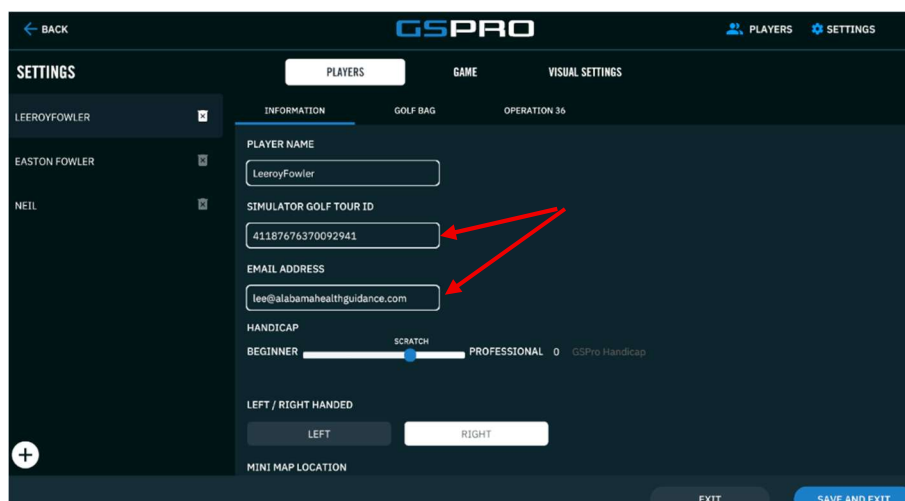 BACK
GSPRO
PLAYERS
SETTINGS
SETTINGS
PLAYERS
GAME
VISUAL SETTINGS
LEEROYFOWLER
EASTON FOWLER
NEIL
INFORMATION
GOLF BAG
OPERATION 36
PLAYER NAME
LeeroyFowler
SIMULATOR GOLF TOUR ID
41187676370092941
EMAIL ADDRESS
lee@alabamahealthguidance.com
HANDICAP
SCRATCH
BEGINNER
PROFESSIONAL 0 GSPro Handicap
LEFT / RIGHT HANDED
LEFT
RIGHT
MINI MAP LOCATION
EXIT
SAVE AND EXIT